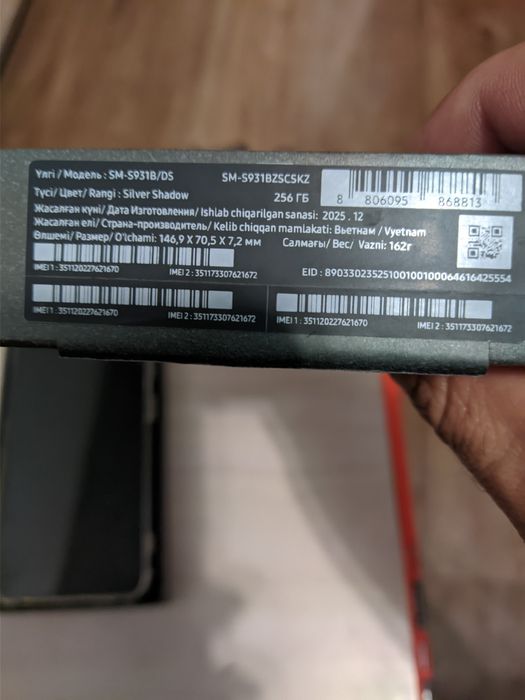 Үлгі / Модель : SM-S931B/DS SM-S931BZSCSKZ
Түсі/ Цвет/ Rangi : Silver Shadow 256 ГБ
8 806095 868813
Жасалған күні/ Дата Изготовления/ Ishlab chiqarilgan sanasi: 2025 . 12
Жасалған елі/ Страна-производитель/ Kelib chiqqan mamlakati: Вьетнам / Vyetnam
Өлшемі/ Размер/ O'lchami : 146,9 X 70,5 X 7,2 мм Салмағы/ Вес/ Vazni: 162г
IMEI 1 : 351120227621670 IMEI 2 : 351173307621672
EID : 89033023525100100100064616425554
IMEI 1 : 351120227621670 IMEI 2 : 351173307621672
IMEI 1 : 351120227621670 IMEI 2 : 351173307621672